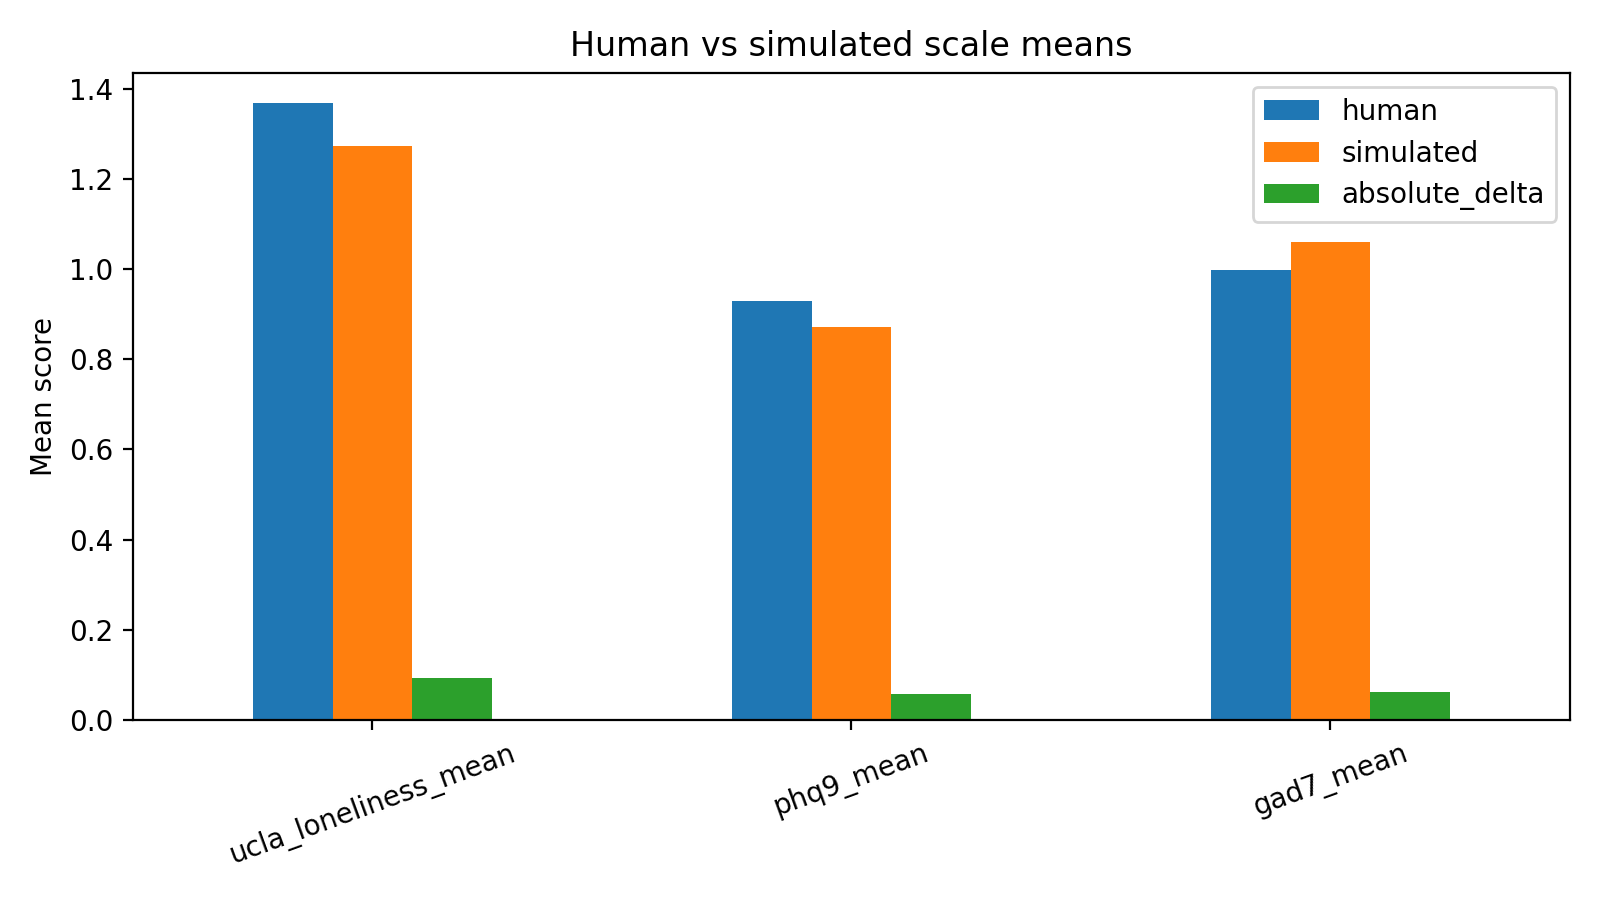 Human vs simulated scale means
human
simulated
absolute_delta
Mean score
1.4
1.2
1.0
0.8
0.6
0.4
0.2
0.0
ucla_loneliness_mean
phq9_mean
gad7_mean